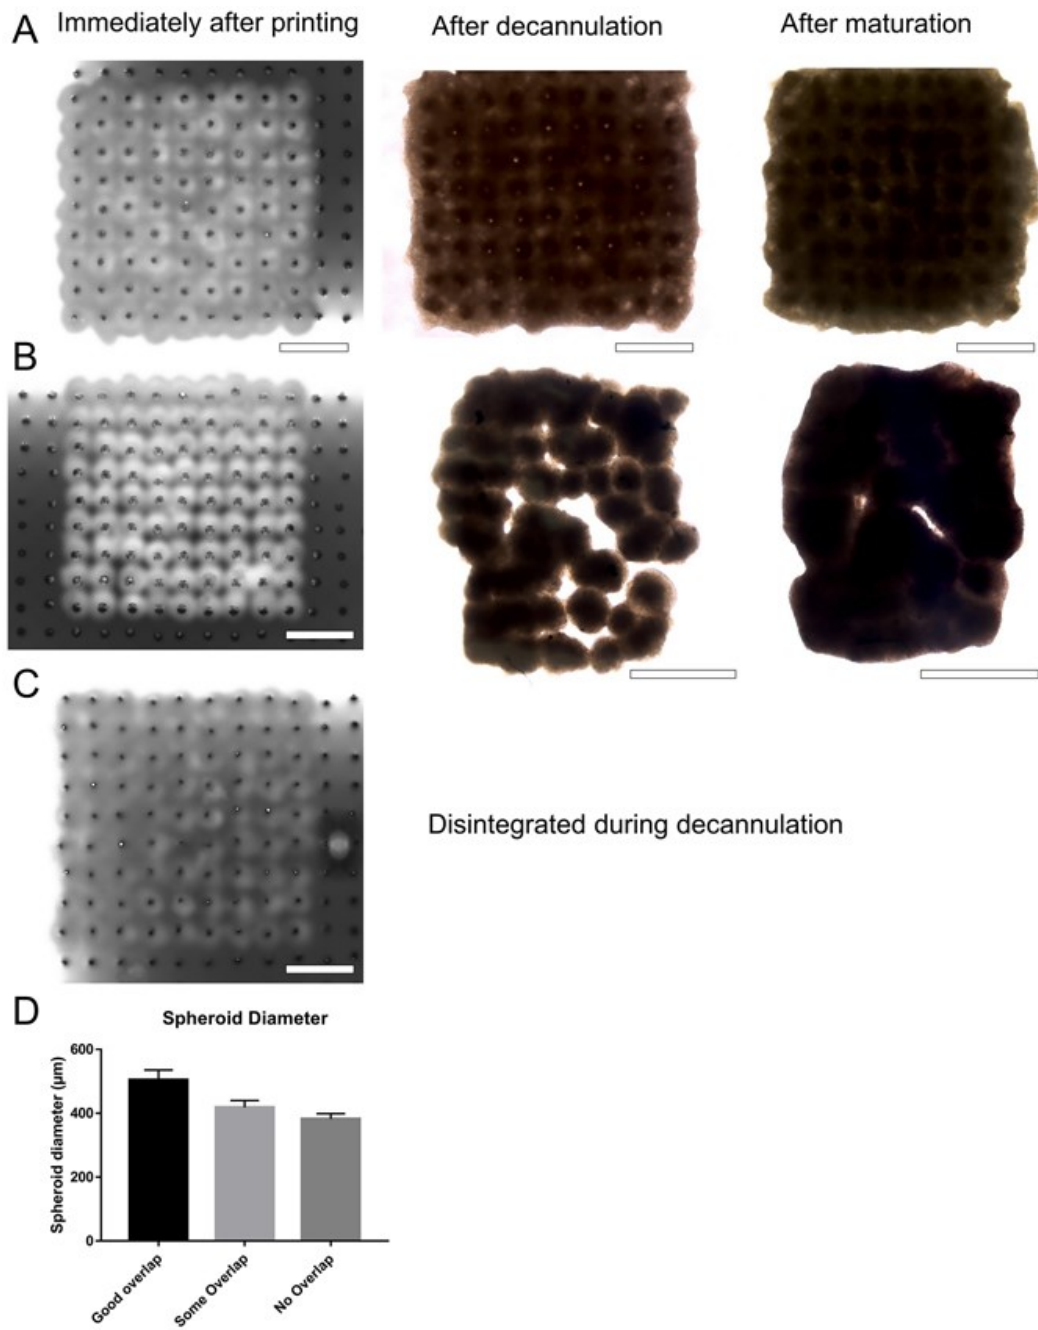 A
Immediately after printing
After decannulation
After maturation
B
C
Disintegrated during decannulation
D
Spheroid Diameter
Spheroid diameter (µm)
600
400
200
0
Good overlap
Some Overlap
No Overlap